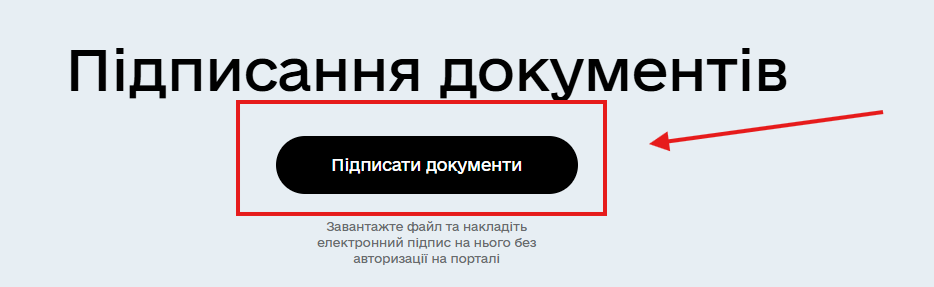 Підписання документів
Підписати документи
Завантажте файл та накладіть
електронний підпис на нього без
авторизації на порталі